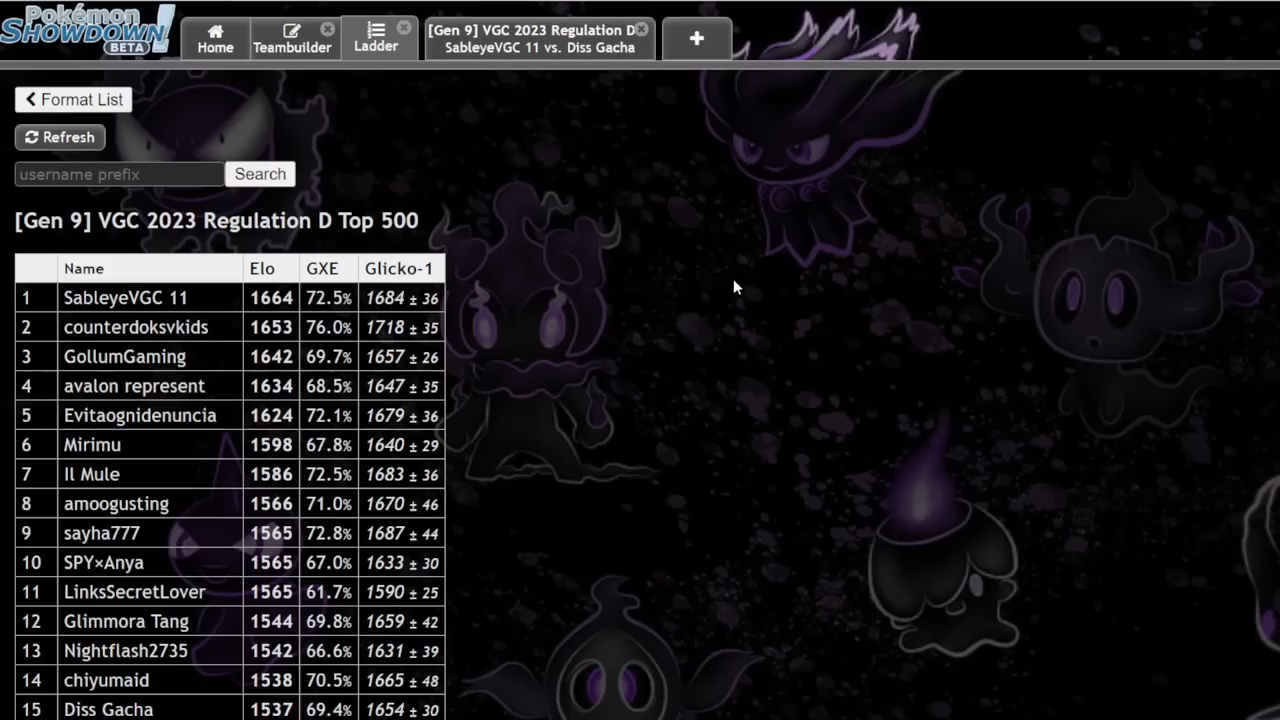 Pokémon
SHOWDOWN!
BETA
Home
Teambuilder
Ladder
[Gen 9] VGC 2023 Regulation D
SableyeVGC 11 vs. Diss Gacha
+
Format List
Refresh
username prefix
Search
[Gen 9] VGC 2023 Regulation D Top 500
Name Elo GXE Glicko-1
1 SableyeVGC 11 1664 72.5% 1684 ± 36
2 counterdoksvkids 1653 76.0% 1718 ± 35
3 GollumGaming 1642 69.7% 1657 ± 26
4 avalon represent 1634 68.5% 1647 ± 35
5 Evitaognidenuncia 1624 72.1% 1679 ± 36
6 Mirimu 1598 67.8% 1640 ± 29
7 Il Mule 1586 72.5% 1683 ± 36
8 amoogusting 1566 71.0% 1670 ± 46
9 sayha777 1565 72.8% 1687 ± 44
10 SPY×Anya 1565 67.0% 1633 ± 30
11 LinksSecretLover 1565 61.7% 1590 ± 25
12 Glimmora Tang 1544 69.8% 1659 ± 42
13 Nightflash2735 1542 66.6% 1631 ± 39
14 chiyumaid 1538 70.5% 1665 ± 48
15 Diss Gacha 1537 69.4% 1654 ± 30